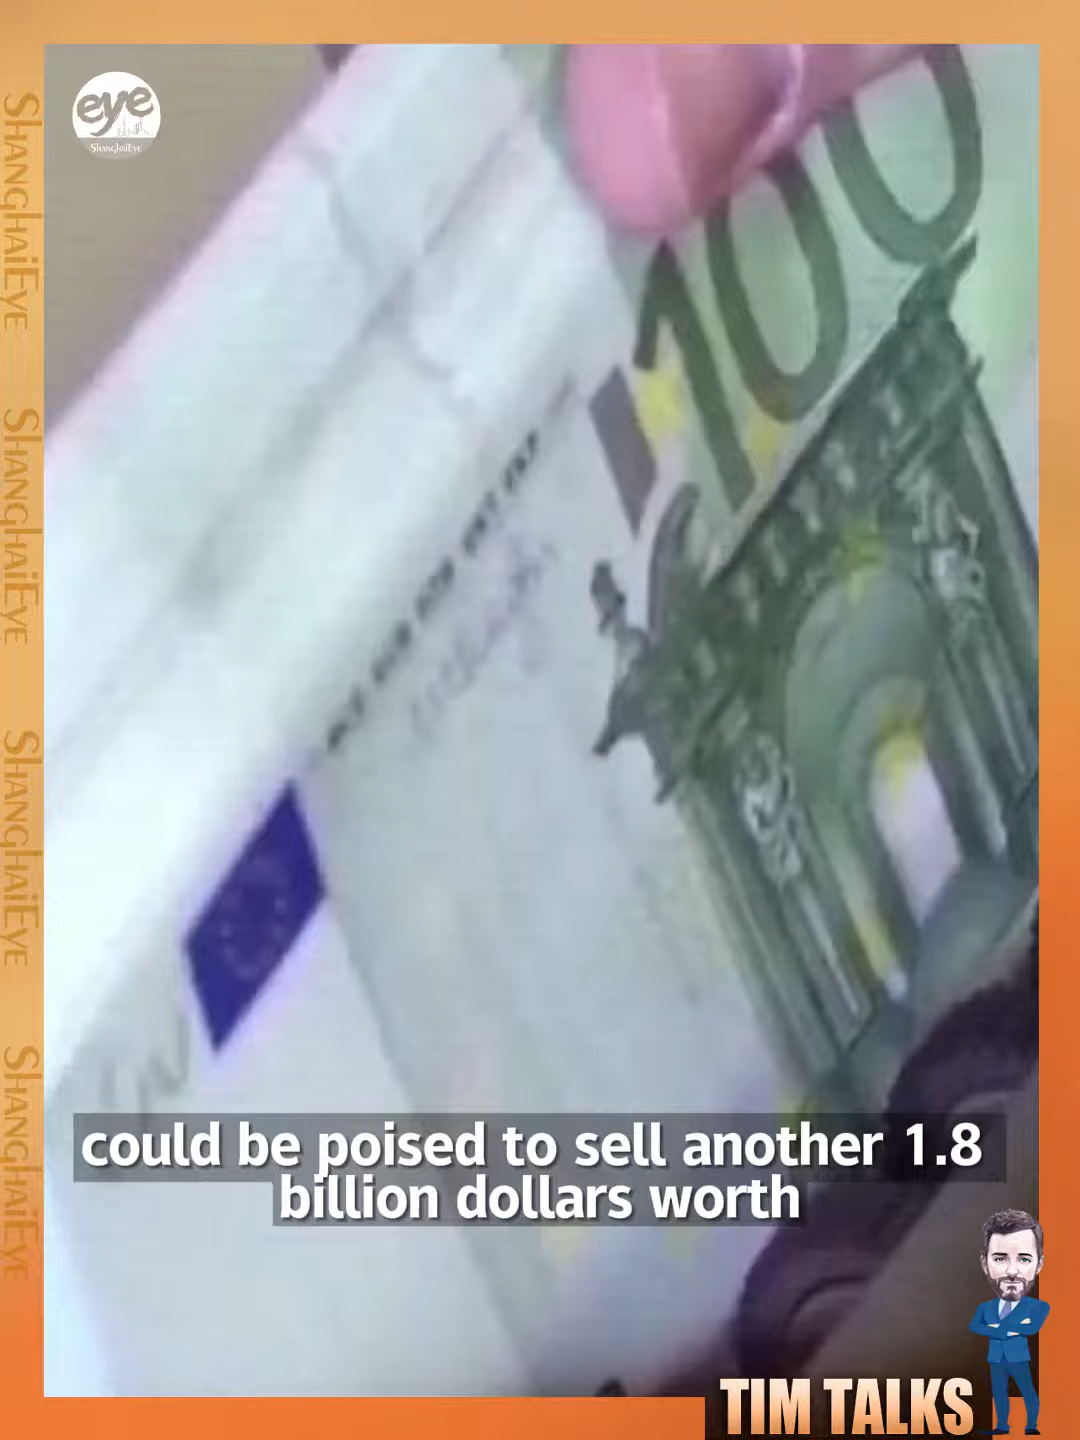 eye
SHANGHAIEYE
SHANGHAIEYE
SHANGHAIEYE
SHANGHAIEYE
SHANGHAIEYE
100
could be poised to sell another 1.8
billion dollars worth
TIM TALKS